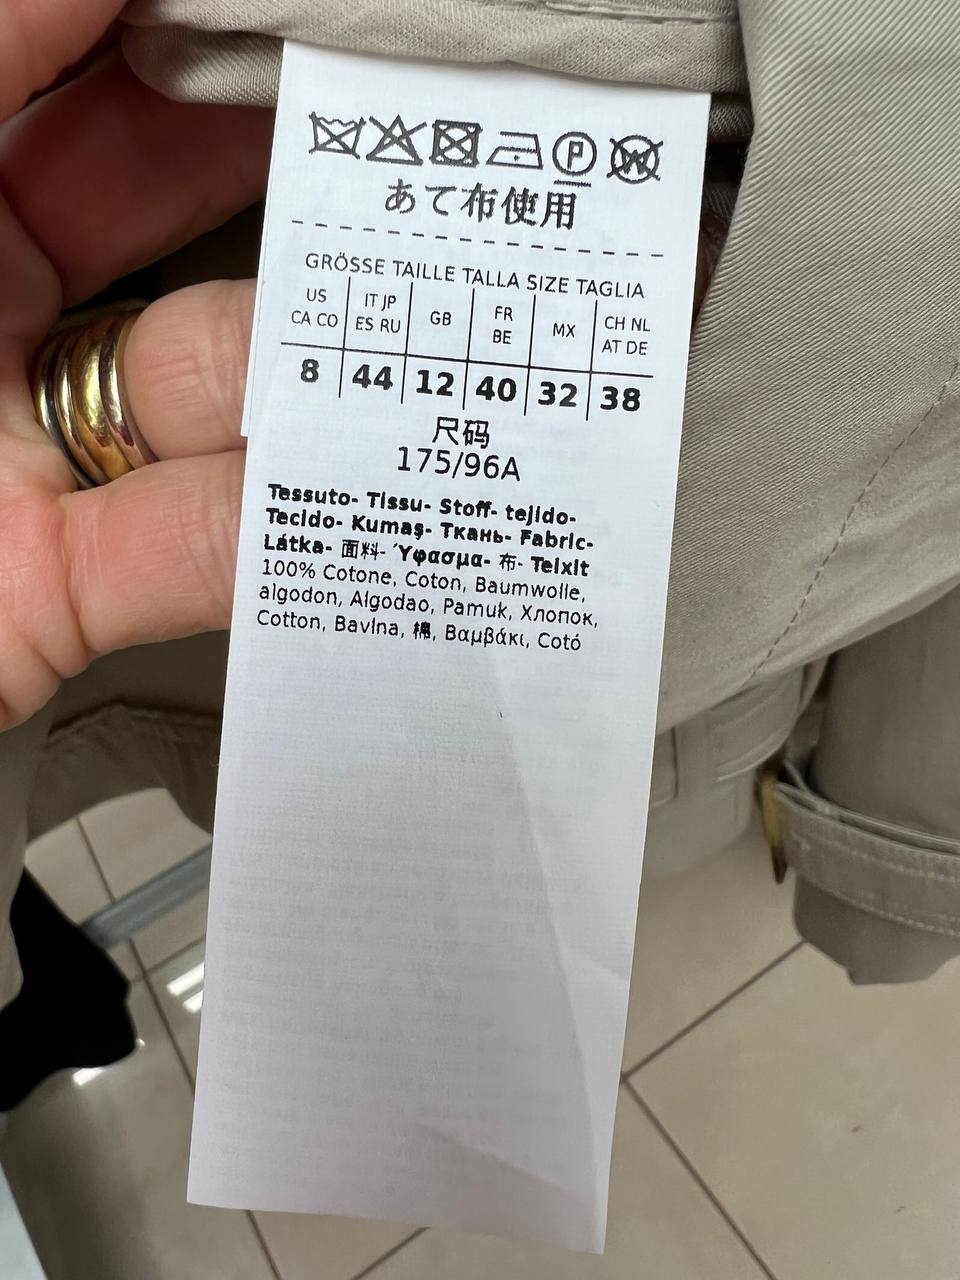 P W
あて布使用
GRÖSSE TAILLE TALLA SIZE TAGLIA
US CA CO IT JP ES RU GB FR BE MX CH NL AT DE
8 44 12 40 32 38
尺码
175/96A
Tessuto- Tissu- Stoff- tejido-
Tecido- Kumaş- Ткань- Fabric-
Látka- 面料- Ύφασμα- 布- Teixit
100% Cotone, Coton, Baumwolle,
algodon, Algodao, Pamuk, Хлопок,
Cotton, Bavlna, 棉, Βαμβάκι, Cotó